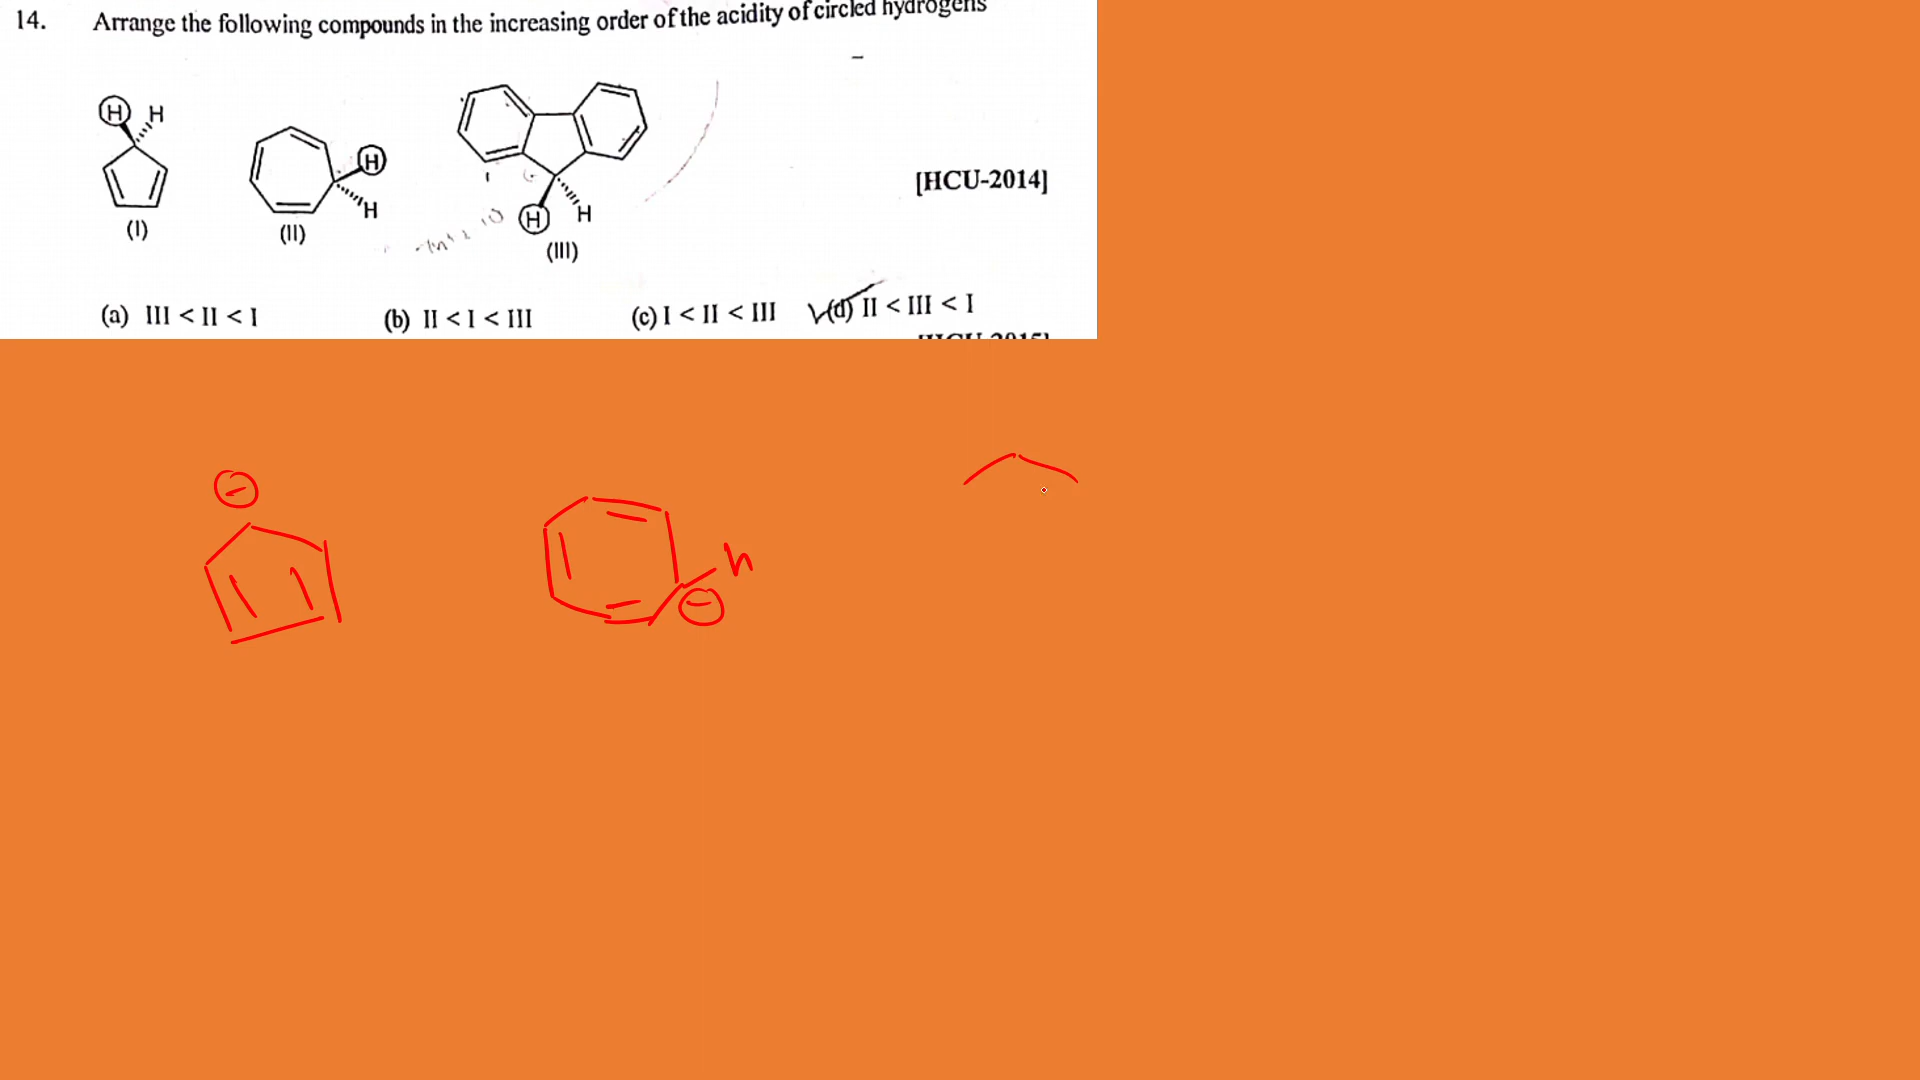 14. Arrange the following compounds in the increasing order of the acidity of circled hydrogens
H H
H
H
H H
[HCU-2014]
(I) (II) (III)
(a) III < II < I (b) II < I < III (c) I < II < III (d) II < III < I
h